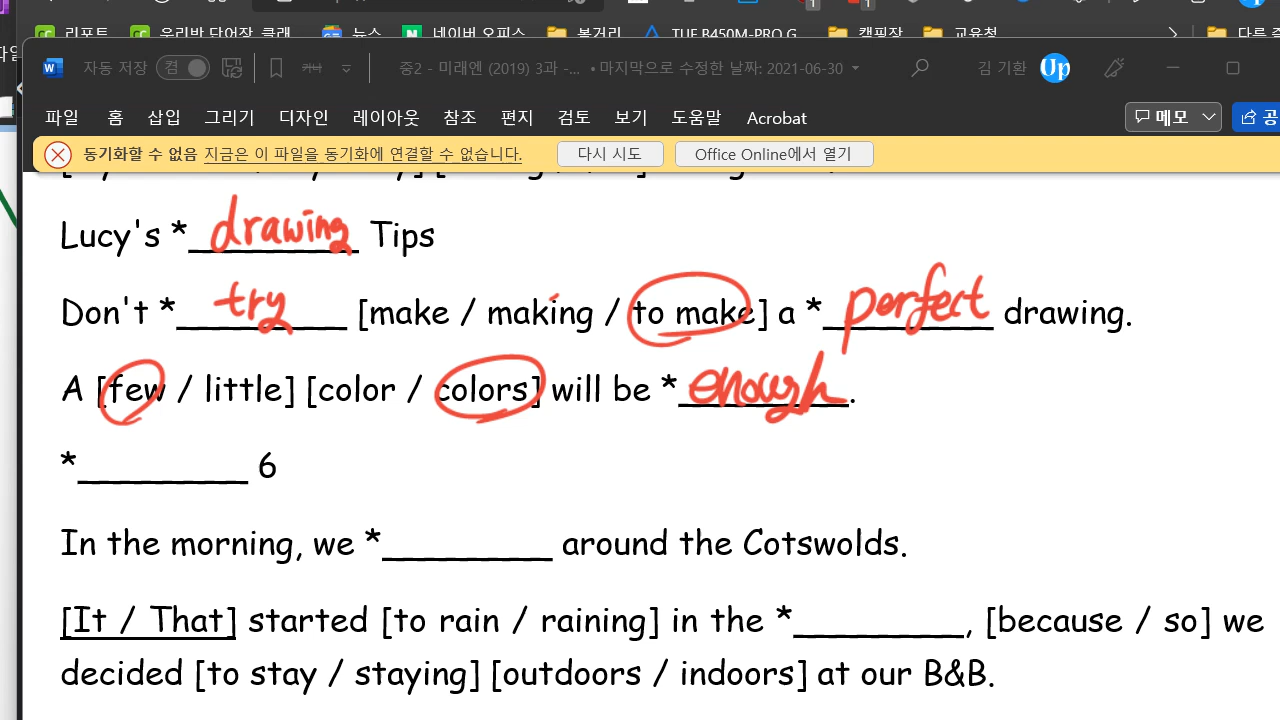 리포트 우리반 단어장, 클래 뉴스 네이버 오피스 볼거리 TUF B450M-PRO G 캠핑장 교육청 다른
자동 저장 컴 가나 중2 - 미래엔 (2019) 3과 -... • 마지막으로 수정한 날짜: 2021-06-30 김 기환 Up
파일 홈 삽입 그리기 디자인 레이아웃 참조 편지 검토 보기 도움말 Acrobat 메모 공
동기화할 수 없음 지금은 이 파일을 동기화에 연결할 수 없습니다. 다시 시도 Office Online에서 열기
Lucy's * drawing Tips
Don't * try [make / making / to make] a * perfect drawing.
A [few / little] [color / colors] will be * enough.
*________ 6
In the morning, we *________ around the Cotswolds.
[It / That] started [to rain / raining] in the *________, [because / so] we
decided [to stay / staying] [outdoors / indoors] at our B&B.